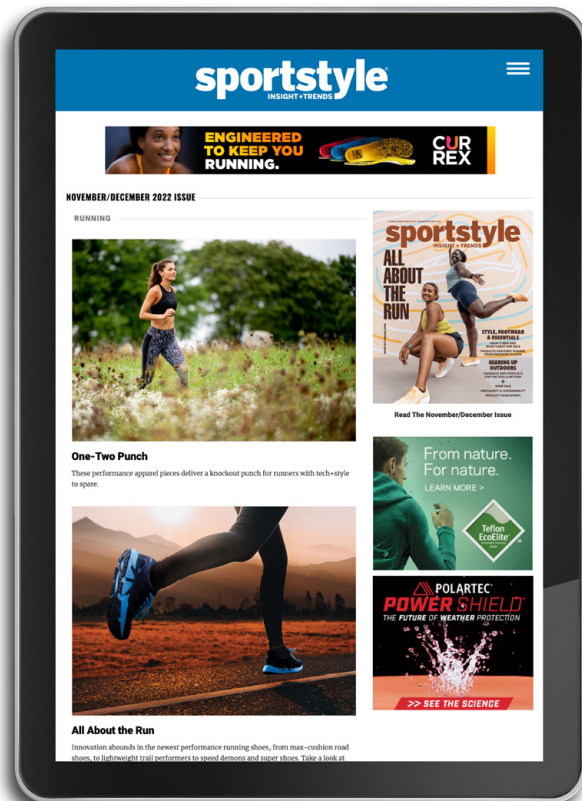 sportstyle
INSIGHT+TRENDS
ENGINEERED
TO KEEP YOU
RUNNING.
CUR
REX
NOVEMBER/DECEMBER 2022 ISSUE
RUNNING
One-Two Punch
These performance apparel pieces deliver a knockout punch for runners with tech+style
to spare.
All About the Run
Innovation abounds in the newest performance running shoes, from max-cushion road
shoes, to lightweight trail performers to speed demons and super shoes. Take a look at
sportstyle
INSIGHT + TRENDS
ALL
ABOUT
THE
RUN
STYLE, FOOTWEAR
& ESSENTIALS
GEARING UP
OUTDOORS
+
Read The November/December Issue
From nature.
For nature.
LEARN MORE >
Teflon
EcoElite
POLARTEC®
POWER SHIELD®
THE FUTURE OF WEATHER PROTECTION
>> SEE THE SCIENCE